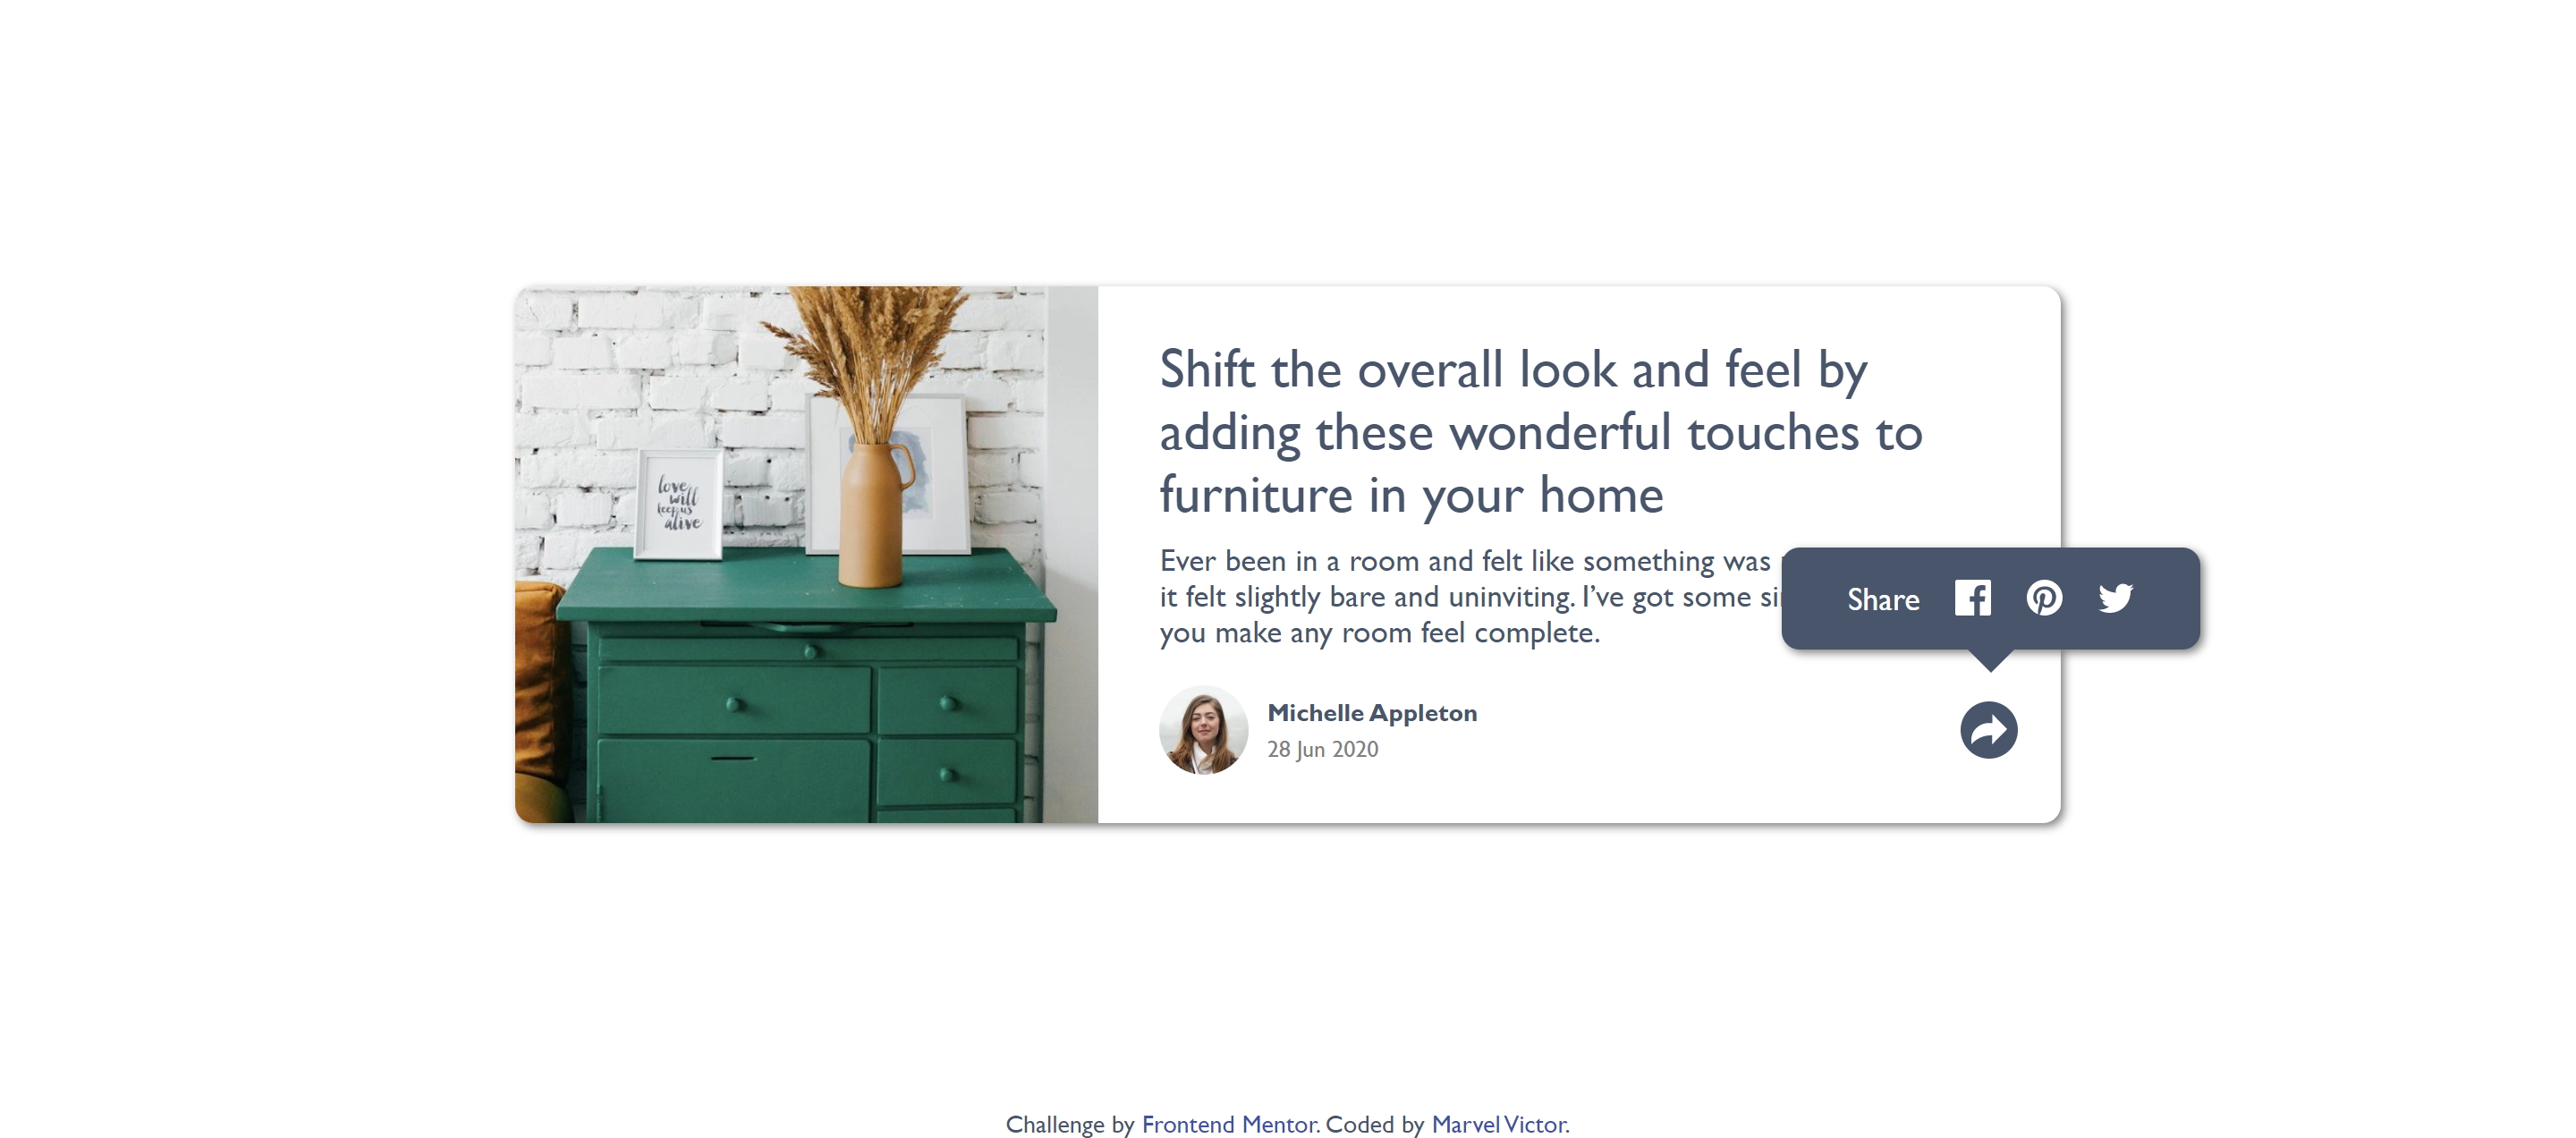 love
will
keep us
alive
Shift the overall look and feel by
adding these wonderful touches to
furniture in your home
Ever been in a room and felt like something was
it felt slightly bare and uninviting. I’ve got some
you make any room feel complete.
Share
Michelle Appleton
28 Jun 2020
Challenge by Frontend Mentor. Coded by Marvel Victor.